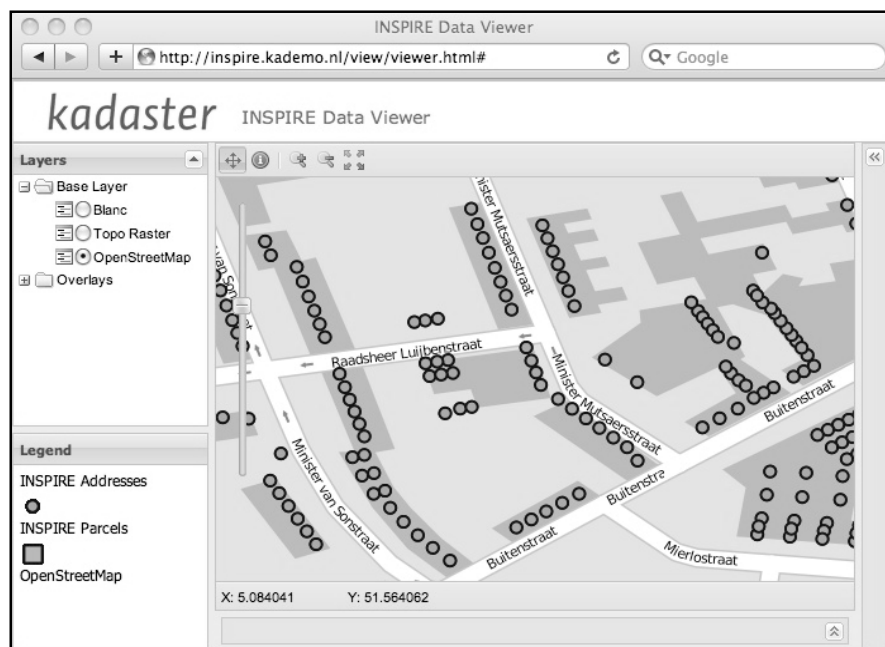 INSPIRE Data Viewer
http://inspire.kademo.nl/view/viewer.html#
Google
kadaster INSPIRE Data Viewer
Layers
Base Layer
Blanc
Topo Raster
OpenStreetMap
Overlays
Legend
INSPIRE Addresses
INSPIRE Parcels
OpenStreetMap
Minister Mutsaersstraat
Raadsheer Luijbenstraat
Minister Mutsaersstraat
Buitenstraat
Minister van Sonstraat
Buitenstraat
Mierlostraat
X: 5.084041 Y: 51.564062